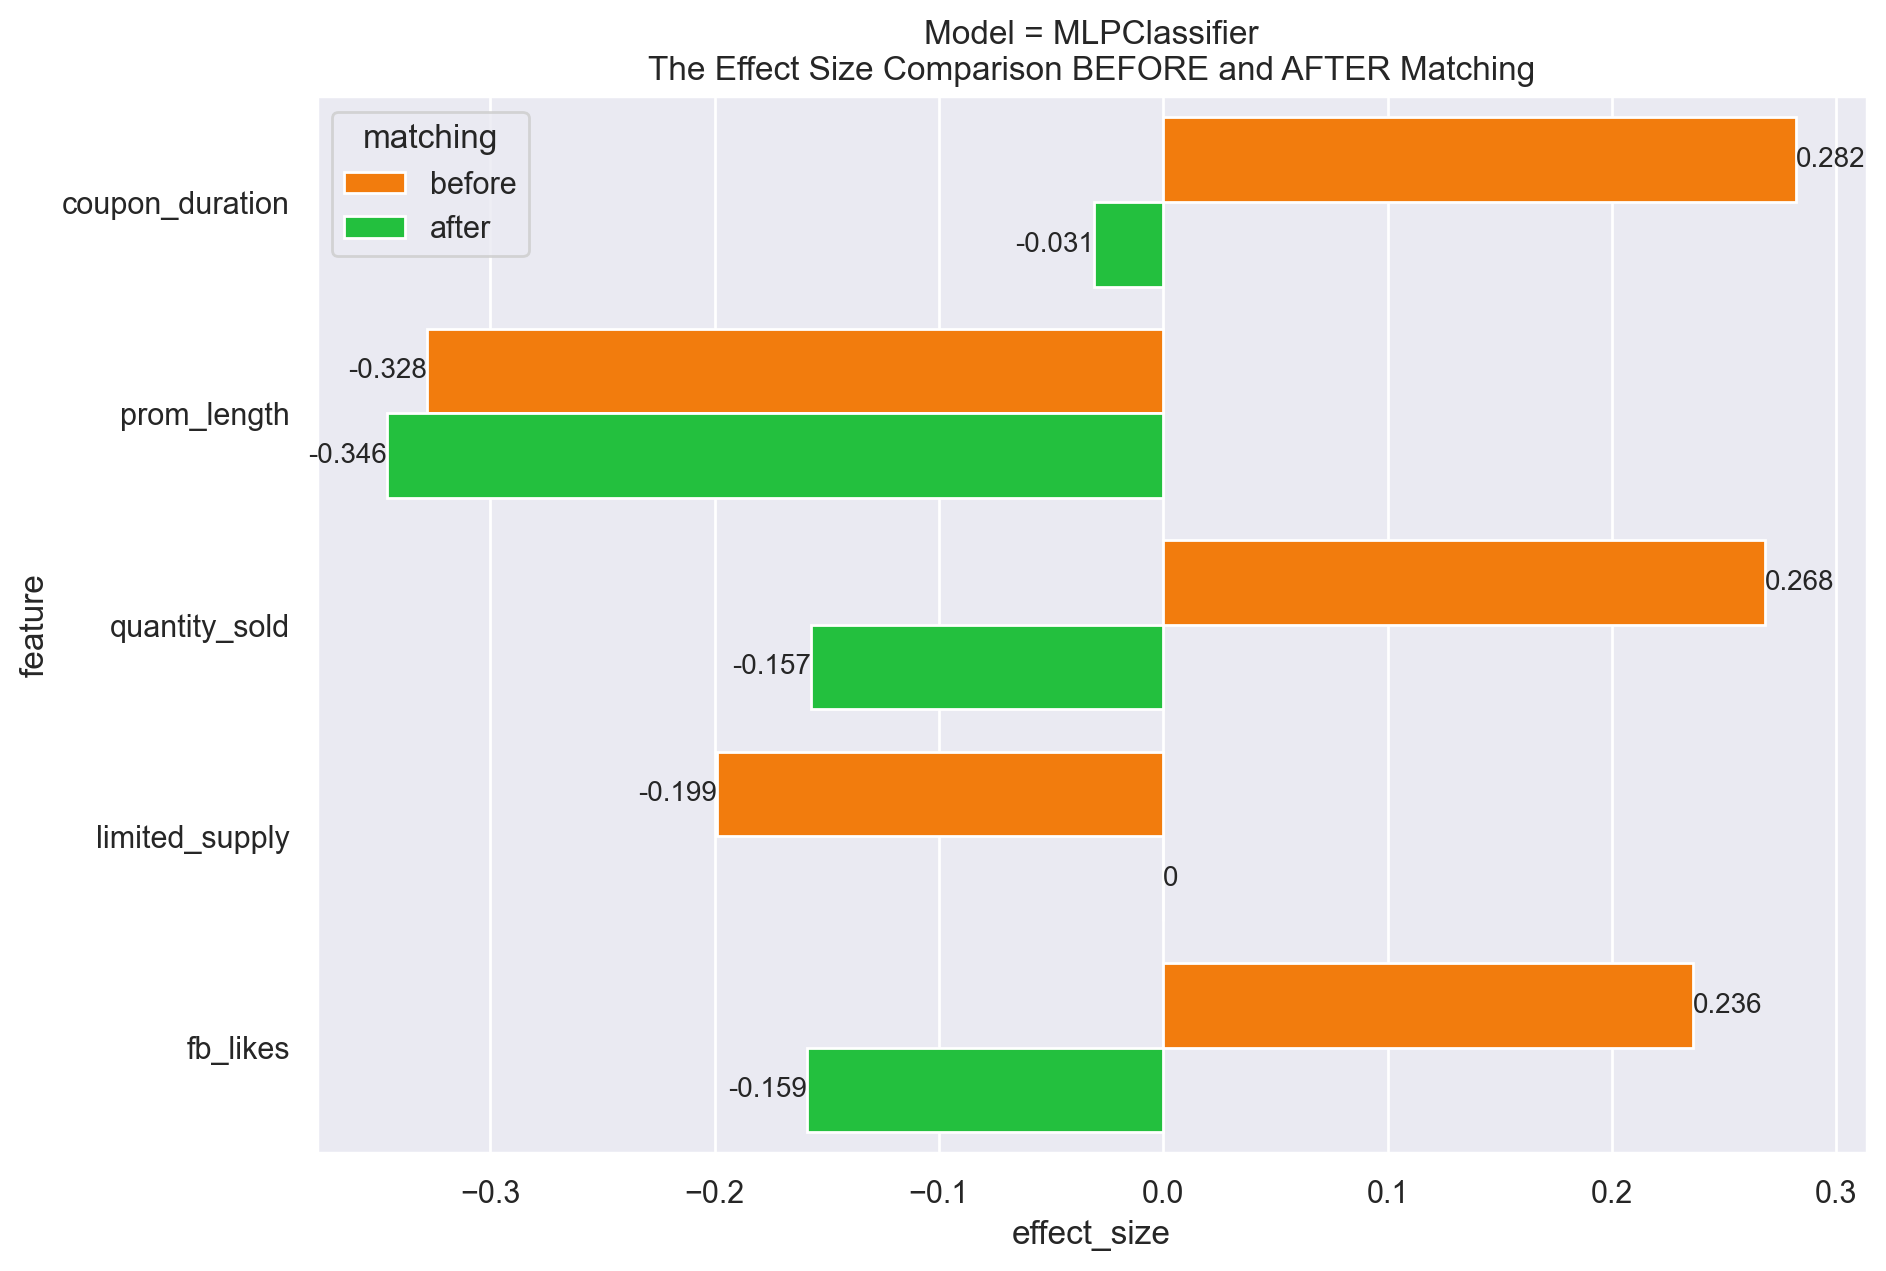 Model = MLPClassifier
The Effect Size Comparison BEFORE and AFTER Matching
matching
before
after
coupon_duration
0.282
-0.031
prom_length
-0.328
-0.346
quantity_sold
0.268
-0.157
limited_supply
-0.199
0
fb_likes
0.236
-0.159
feature
−0.3 −0.2 −0.1 0.0 0.1 0.2 0.3
effect_size